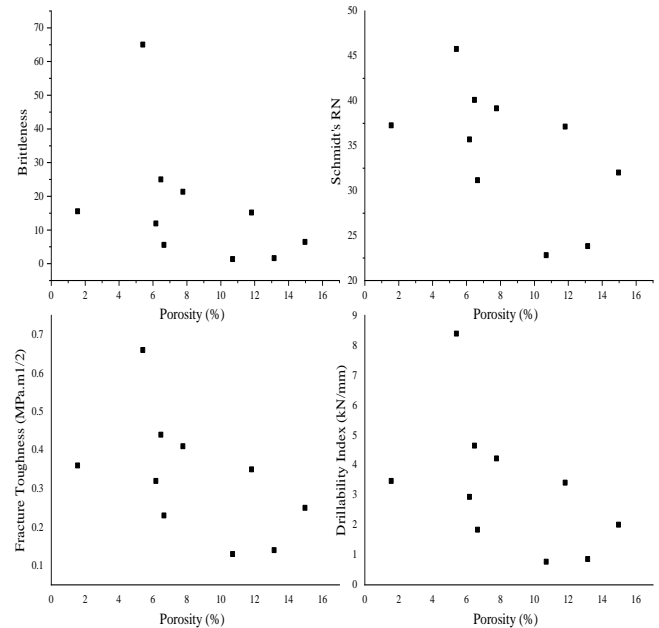 Brittleness
70
60
50
40
30
20
10
0
0 2 4 6 8 10 12 14 16
Porosity (%)
Schmidt's RN
50
45
40
35
30
25
20
0 2 4 6 8 10 12 14 16
Porosity (%)
Fracture Toughness (MPa.m1/2)
0.7
0.6
0.5
0.4
0.3
0.2
0.1
0 2 4 6 8 10 12 14 16
Porosity (%)
Drillability Index (kN/mm)
9
8
7
6
5
4
3
2
1
0
0 2 4 6 8 10 12 14 16
Porosity (%)